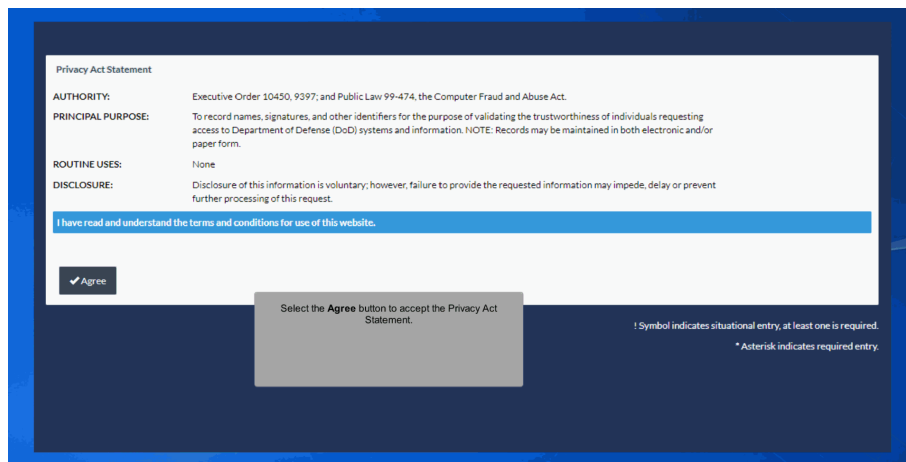 Privacy Act Statement
AUTHORITY: Executive Order 10450, 9397; and Public Law 99-474, the Computer Fraud and Abuse Act.
PRINCIPAL PURPOSE: To record names, signatures, and other identifiers for the purpose of validating the trustworthiness of individuals requesting
access to Department of Defense (DoD) systems and information. NOTE: Records may be maintained in both electronic and/or
paper form.
ROUTINE USES: None
DISCLOSURE: Disclosure of this information is voluntary; however, failure to provide the requested information may impede, delay or prevent
further processing of this request.
I have read and understand the terms and conditions for use of this website.
✔ Agree
Select the Agree button to accept the Privacy Act
Statement.
! Symbol indicates situational entry, at least one is required.
* Asterisk indicates required entry.